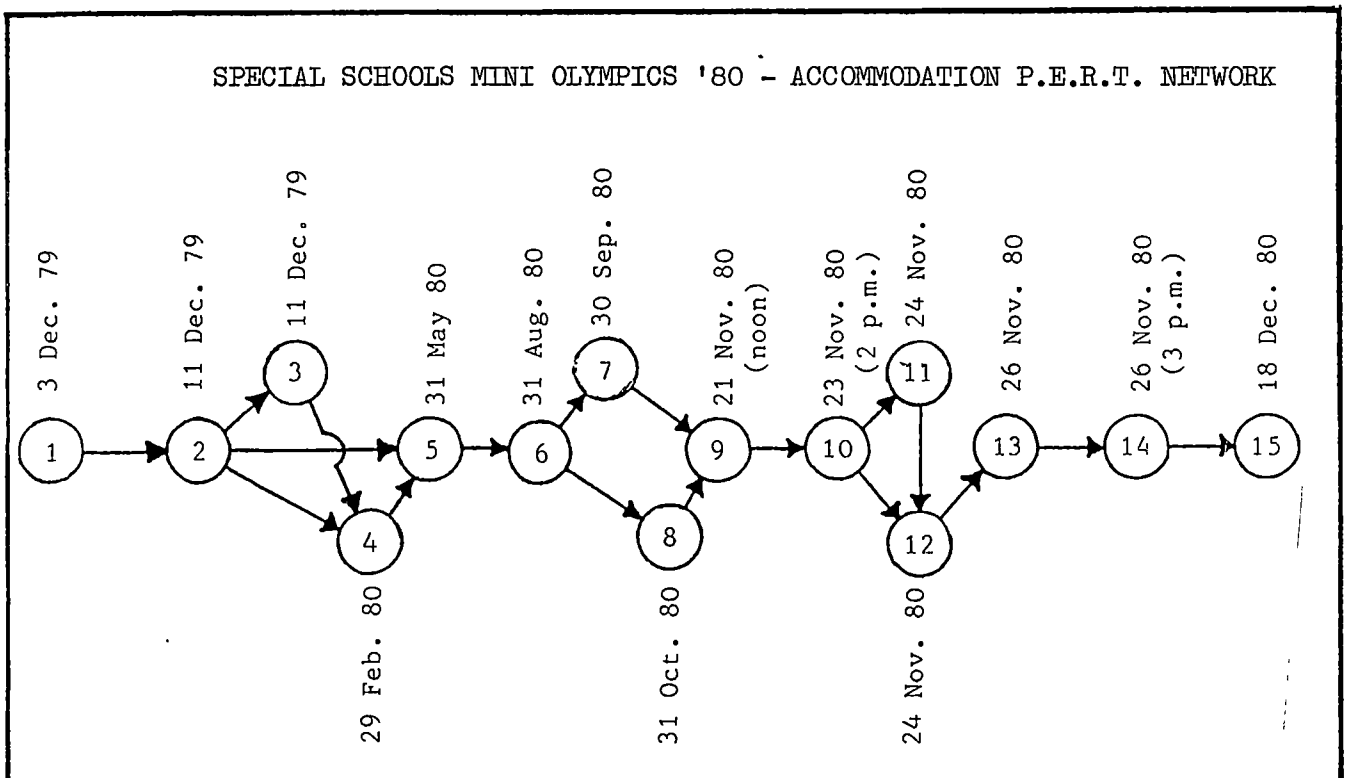 SPECIAL SCHOOLS MINI OLYMPICS '80 - ACCOMMODATION P.E.R.T. NETWORK
3 Dec. 79
11 Dec. 79
11 Dec. 79
31 May 80
31 Aug. 80
30 Sep. 80
21 Nov. 80
(noon)
23 Nov. 80
(2 p.m.)
24 Nov. 80
26 Nov. 80
26 Nov. 80
(3 p.m.)
18 Dec. 80
1
2
3
4
5
6
7
8
9
10
11
12
13
14
15
29 Feb. 80
31 Oct. 80
24 Nov. 80